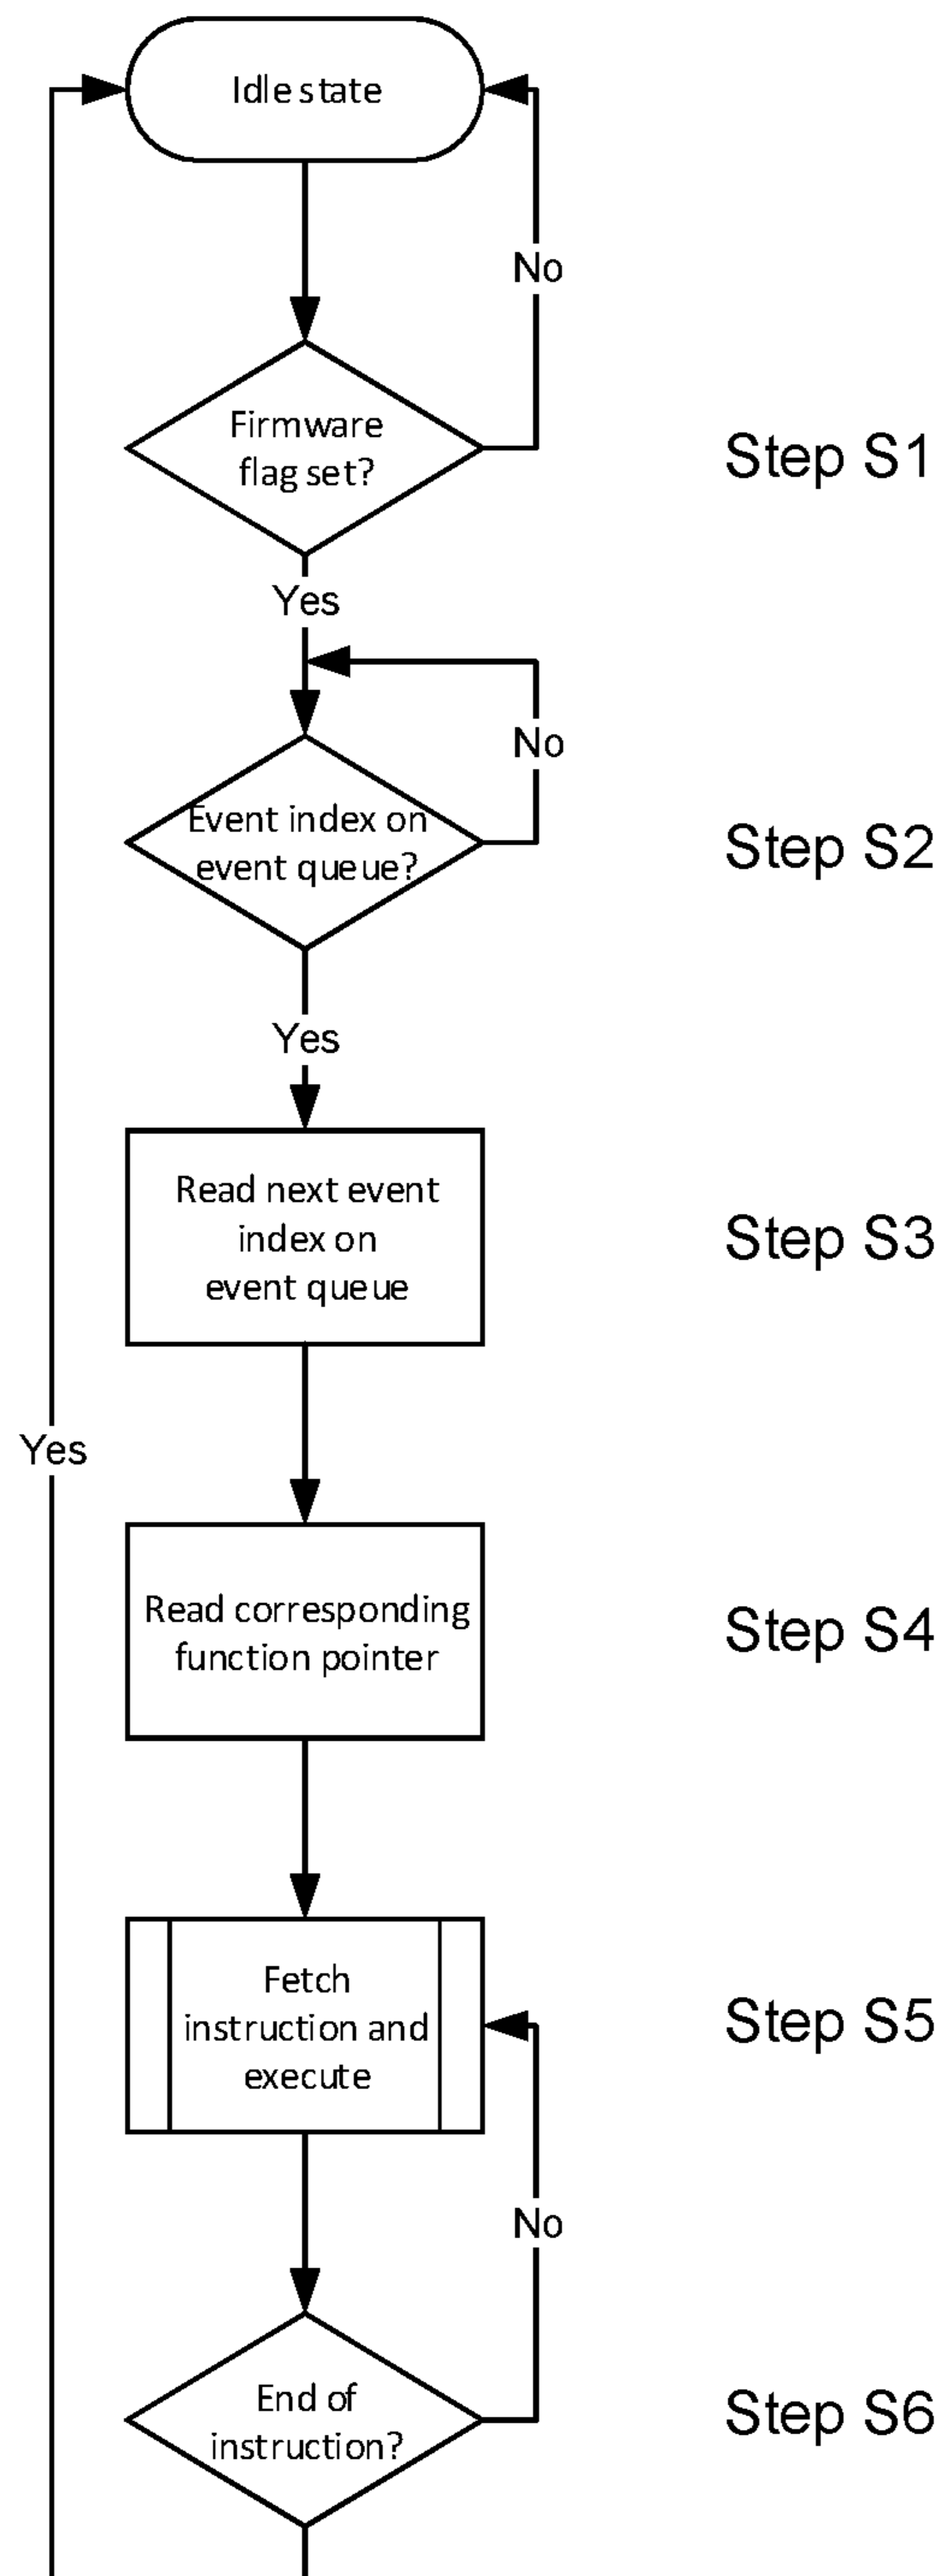 Idle state
No
Firmware
flag set?
Step S1
Yes
No
Event index on
event queue?
Step S2
Yes
Read next event
index on
event queue
Step S3
Yes
Read corresponding
function pointer
Step S4
Fetch
instruction and
execute
Step S5
No
End of
instruction?
Step S6